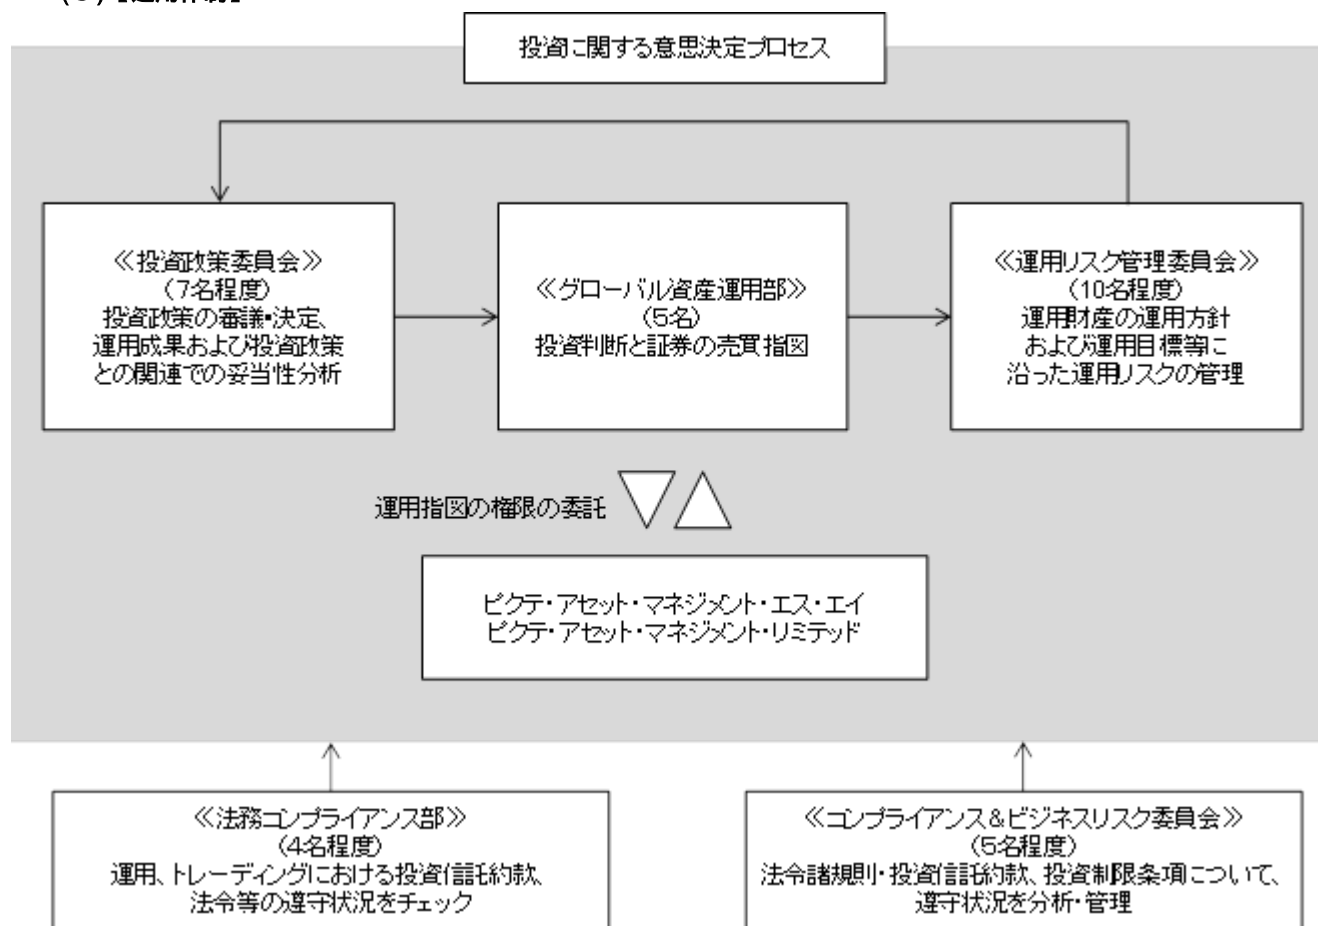 投資に関する意思決定プロセス
≪投資政策委員会≫
(7名程度)
投資政策の審議・決定、
運用成果および投資政策
との関連での妥当性分析
≪グローバル資産運用部≫
(5名)
投資判断と証券の売買指図
≪運用リスク管理委員会≫
(10名程度)
運用財産の運用方針
および運用目標等に
沿った運用リスクの管理
運用指図の権限の委託
ピクテ・アセット・マネジメント・エス・エイ
ピクテ・アセット・マネジメント・リミテッド
≪法務コンプライアンス部≫
(4名程度)
運用、トレーディングにおける投資信託約款、
法令等の遵守状況をチェック
≪コンプライアンス&ビジネスリスク委員会≫
(5名程度)
法令諸規則・投資信託約款、投資制限条項について、
遵守状況を分析・管理